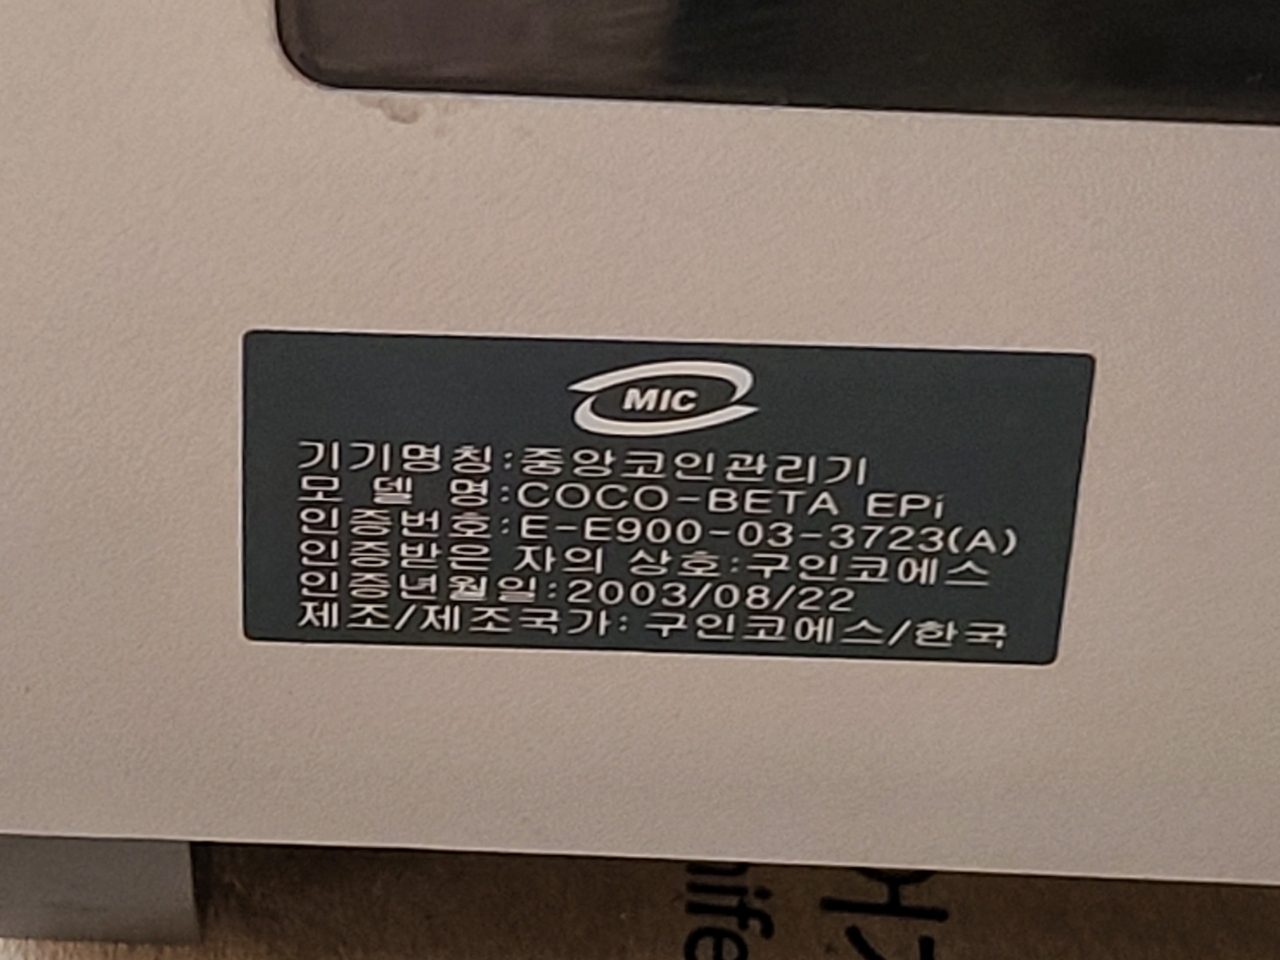 MIC
기기명칭:중앙코인관리기
모 델 명:COCO-BETA EPi
인증번호:E-E900-03-3723(A)
인증받은 자의 상호:구인코에스
인증년월일:2003/08/22
제조/제조국가: 구인코에스/한국